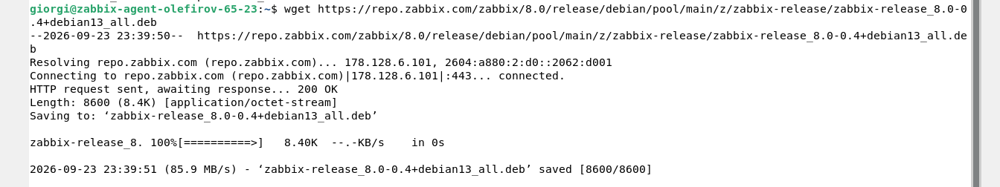 giorgi@zabbix-agent-olefirov-65-23:~$ wget https://repo.zabbix.com/zabbix/8.0/release/debian/pool/main/z/zabbix-release/zabbix-release_8.0-0
.4+debian13_all.deb
--2026-09-23 23:39:50--  https://repo.zabbix.com/zabbix/8.0/release/debian/pool/main/z/zabbix-release/zabbix-release_8.0-0.4+debian13_all.de
b
Resolving repo.zabbix.com (repo.zabbix.com)... 178.128.6.101, 2604:a880:2:d0::2062:d001
Connecting to repo.zabbix.com (repo.zabbix.com)|178.128.6.101|:443... connected.
HTTP request sent, awaiting response... 200 OK
Length: 8600 (8.4K) [application/octet-stream]
Saving to: ‘zabbix-release_8.0-0.4+debian13_all.deb’
zabbix-release_8. 100%[==========>]   8.40K  --.-KB/s    in 0s
2026-09-23 23:39:51 (85.9 MB/s) - ‘zabbix-release_8.0-0.4+debian13_all.deb’ saved [8600/8600]